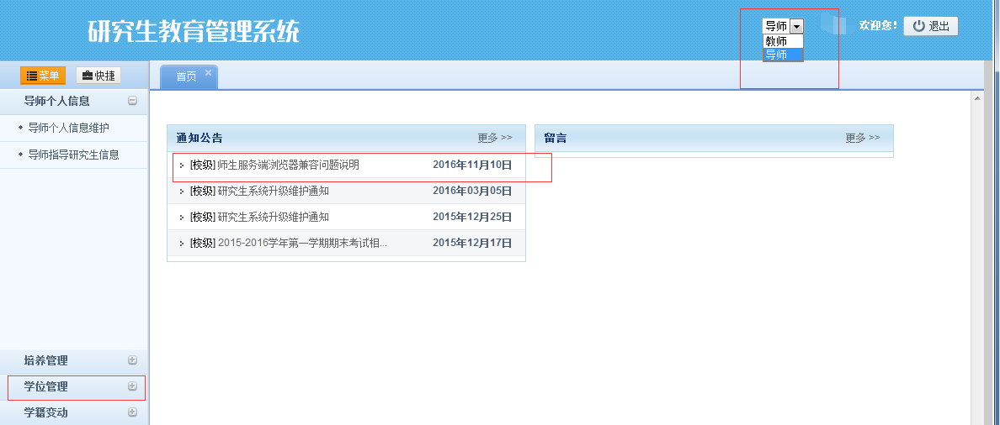 研究生教育管理系统
导师
教师
导师
欢迎您!
退出
菜单
快捷
首页
导师个人信息
导师个人信息维护
导师指导研究生信息
培养管理
学位管理
学籍变动
通知公告 更多 >>
[校级] 师生服务端浏览器兼容问题说明 2016年11月10日
[校级] 研究生系统升级维护通知 2016年03月05日
[校级] 研究生系统升级维护通知 2015年12月25日
[校级] 2015-2016学年第一学期期末考试相... 2015年12月17日
留言 更多 >>